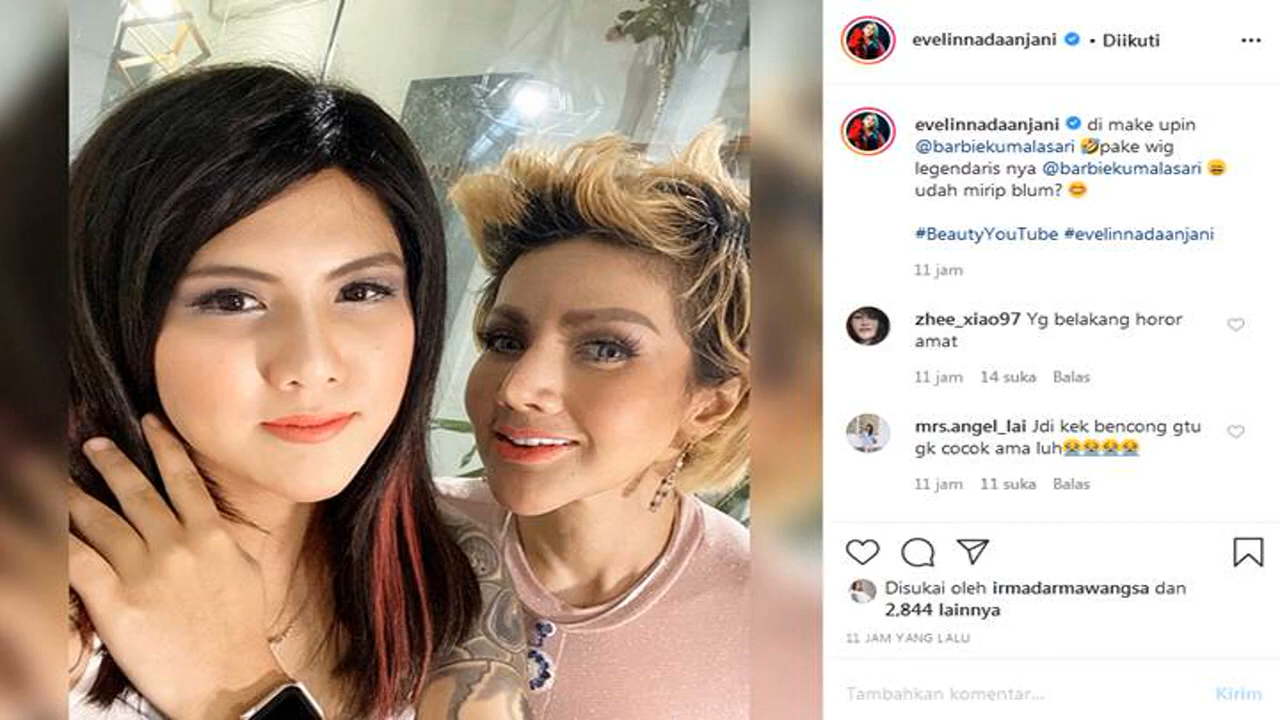 evelinnadaanjani • Diikuti
evelinnadaanjani di make upin
@barbiekumalasari 🤣pake wig
legendaris nya @barbiekumalasari 😄
udah mirip blum? 😊
#BeautyYouTube #evelinnadaanjani
11 jam
zhee_xiao97 Yg belakang horor
amat
11 jam 14 suka Balas
mrs.angel_lai Jdi kek bencong gtu
gk cocok ama luh😭😭😭😭
11 jam 11 suka Balas
Disukai oleh irmadarmawangsa dan
2,844 lainnya
11 JAM YANG LALU
Tambahkan komentar... Kirim